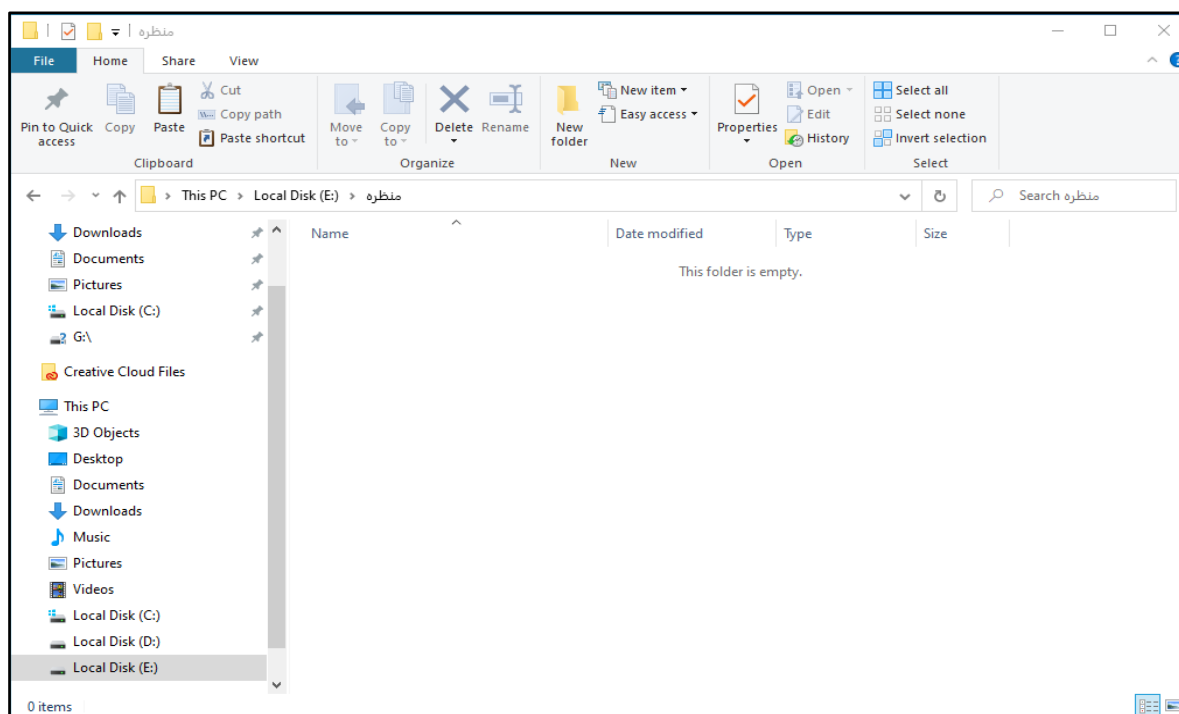 منظره
File Home Share View
Pin to Quick access
Copy
Paste
Cut
Copy path
Paste shortcut
Clipboard
Move to
Copy to
Delete
Rename
Organize
New folder
New item
Easy access
New
Properties
Open
Edit
History
Open
Select all
Select none
Invert selection
Select
This PC > Local Disk (E:) > منظره
Search منظره
Name Date modified Type Size
This folder is empty.
Downloads
Documents
Pictures
Local Disk (C:)
G:\
Creative Cloud Files
This PC
3D Objects
Desktop
Documents
Downloads
Music
Pictures
Videos
Local Disk (C:)
Local Disk (D:)
Local Disk (E:)
0 items